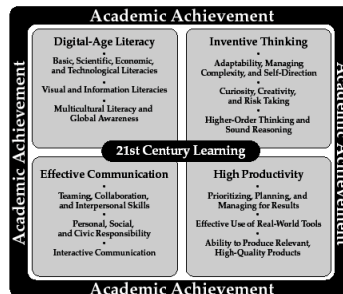 Academic Achievement
Academic Achievement
Digital-Age Literacy
•
Basic, Scientific, Economic,
and Technological Literacies
•
Visual and Information Literacies
•
Multicultural Literacy and
Global Awareness
Inventive Thinking
•
Adaptability, Managing
Complexity, and Self-Direction
•
Curiosity, Creativity,
and Risk Taking
•
Higher-Order Thinking and
Sound Reasoning
Academic Achievement
21st Century Learning
Effective Communication
•
Teaming, Collaboration,
and Interpersonal Skills
•
Personal, Social,
and Civic Responsibility
•
Interactive Communication
High Productivity
•
Prioritizing, Planning, and
Managing for Results
•
Effective Use of Real-World Tools
•
Ability to Produce Relevant,
High-Quality Products
Academic Achievement